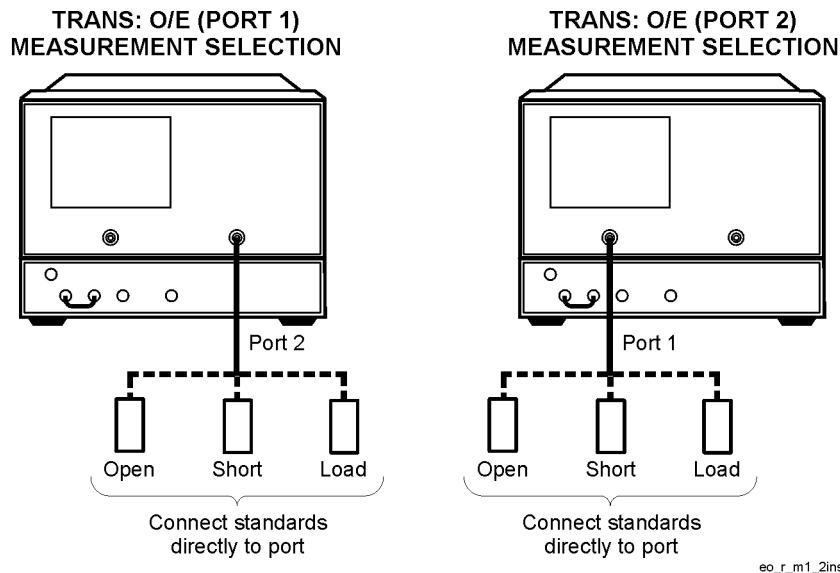 TRANS: O/E (PORT 1)
MEASUREMENT SELECTION
Port 2
Open Short Load
Connect standards
directly to port
TRANS: O/E (PORT 2)
MEASUREMENT SELECTION
Port 1
Open Short Load
Connect standards
directly to port
eo_r_m1_2ins